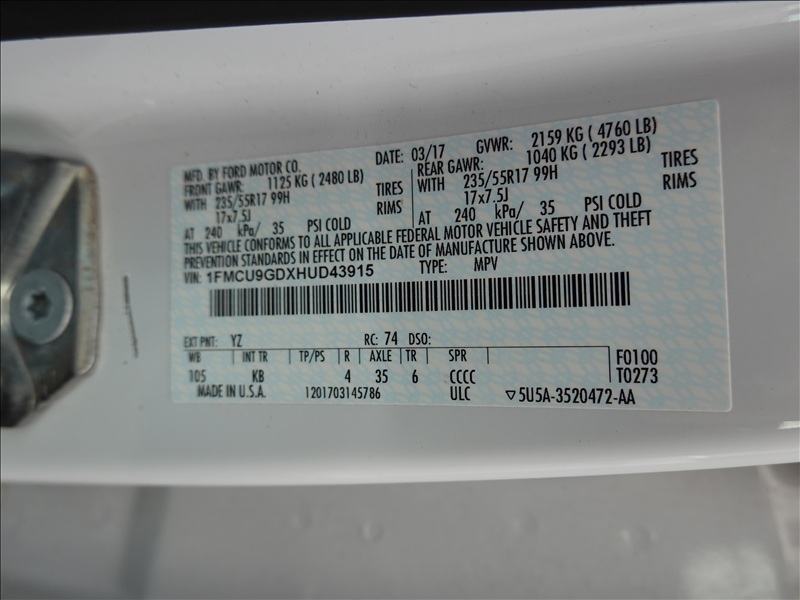 MFD. BY FORD MOTOR CO. DATE: 03/17 GVWR: 2159 KG ( 4760 LB)
FRONT GAWR: 1125 KG ( 2480 LB) REAR GAWR: 1040 KG ( 2293 LB)
WITH 235/55R17 99H TIRES WITH 235/55R17 99H TIRES
17x7.5J RIMS 17x7.5J RIMS
AT 240 kPa/ 35 PSI COLD AT 240 kPa/ 35 PSI COLD
THIS VEHICLE CONFORMS TO ALL APPLICABLE FEDERAL MOTOR VEHICLE SAFETY AND THEFT
PREVENTION STANDARDS IN EFFECT ON THE DATE OF MANUFACTURE SHOWN ABOVE.
VIN: 1FMCU9GDXHUD43915 TYPE: MPV
EXT PNT: YZ RC: 74 DSO:
WB INT TR TP/PS R AXLE TR SPR F0100
105 KB 4 35 6 CCCC T0273
MADE IN U.S.A. 1201703145786 ULC ▽5U5A-3520472-AA